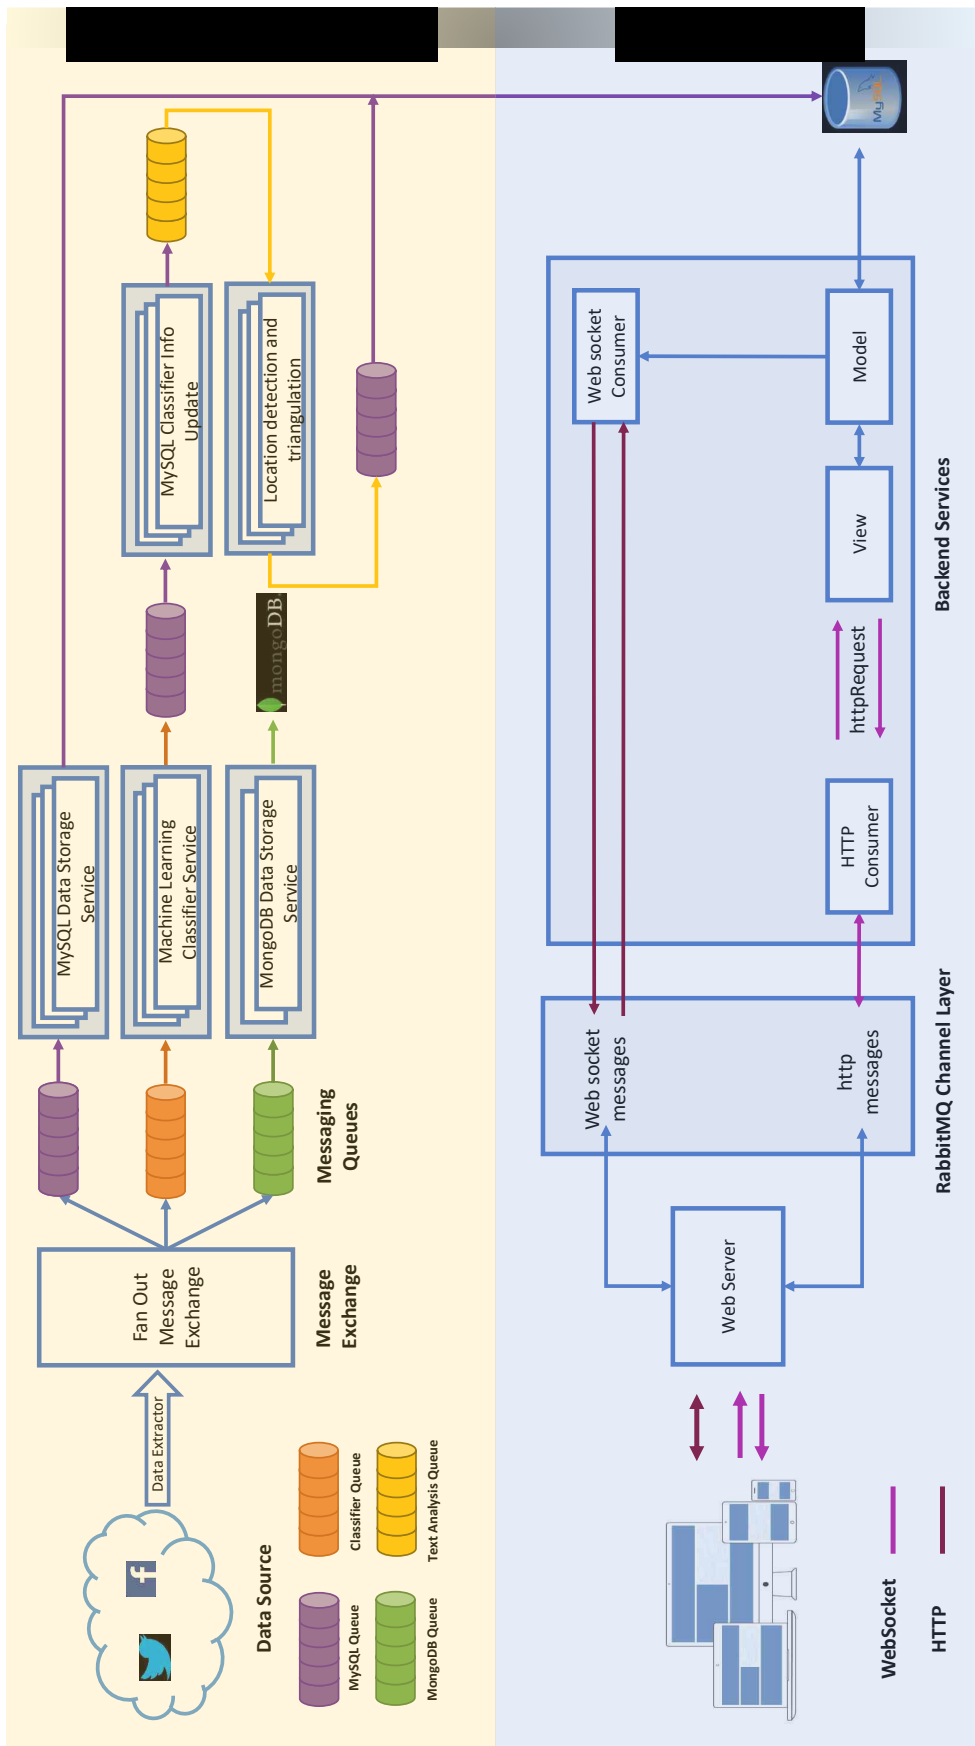 Data Extractor
Data Source
Fan Out
Message
Exchange
Message
Exchange
Messaging
Queues
MySQL Data Storage
Service
Machine Learning
Classifier Service
MongoDB Data Storage
Service
mongoDB
MySQL Classifier Info
Update
Location detection and
triangulation
MySQL Queue
Classifier Queue
MongoDB Queue
Text Analysis Queue
Web Server
Web socket
messages
http
messages
RabbitMQ Channel Layer
HTTP
Consumer
httpRequest
View
Model
Web socket
Consumer
Backend Services
MySQL
WebSocket
HTTP